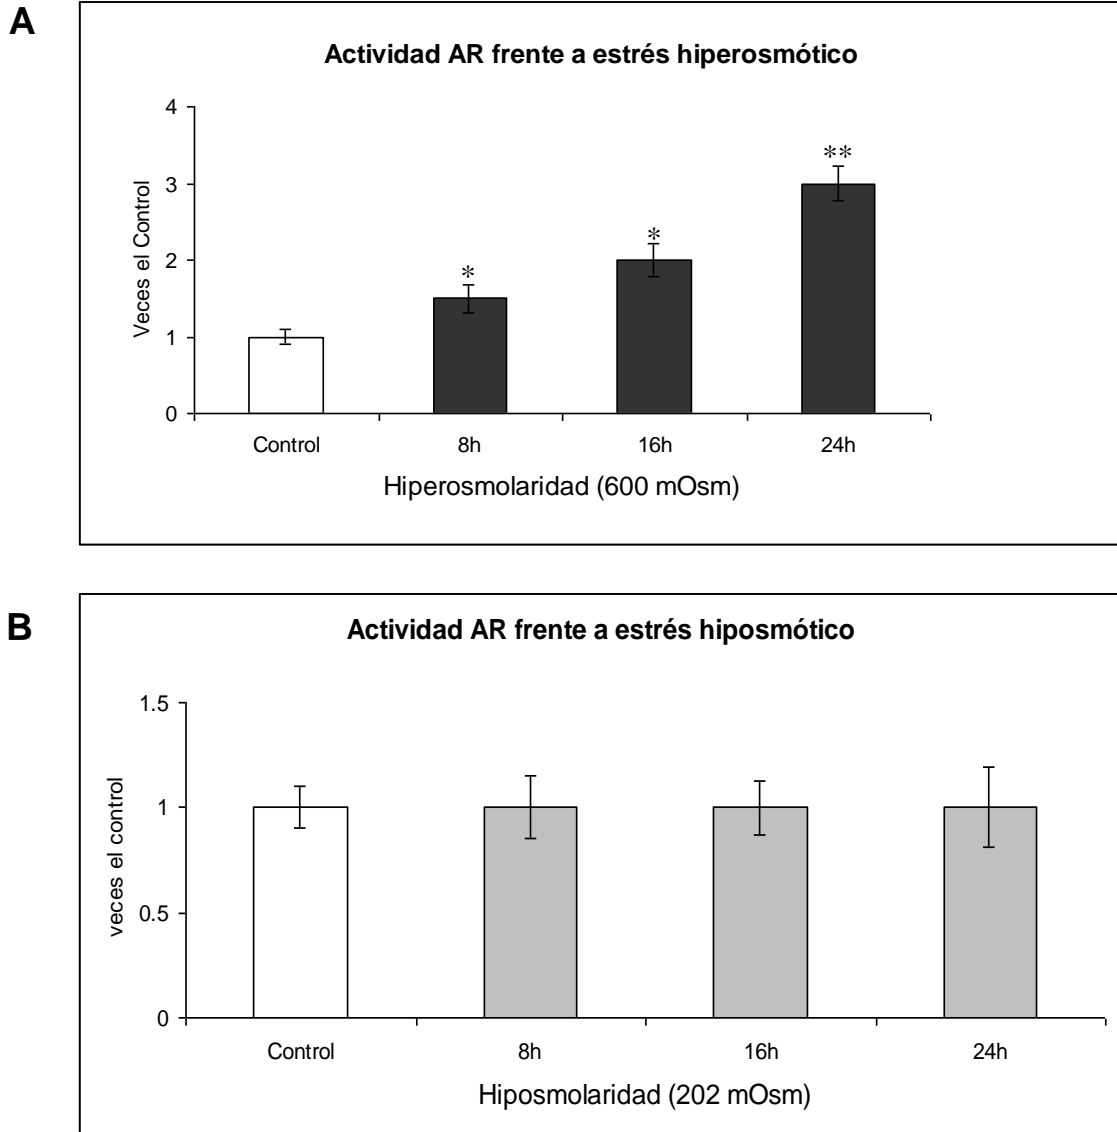 A
Actividad AR frente a estrés hiperosmótico
Veces el Control
4
3
2
1
0
*
*
**
Control 8h 16h 24h
Hiperosmolaridad (600 mOsm)
B
Actividad AR frente a estrés hiposmótico
veces el control
1.5
1
0.5
0
Control 8h 16h 24h
Hiposmolaridad (202 mOsm)